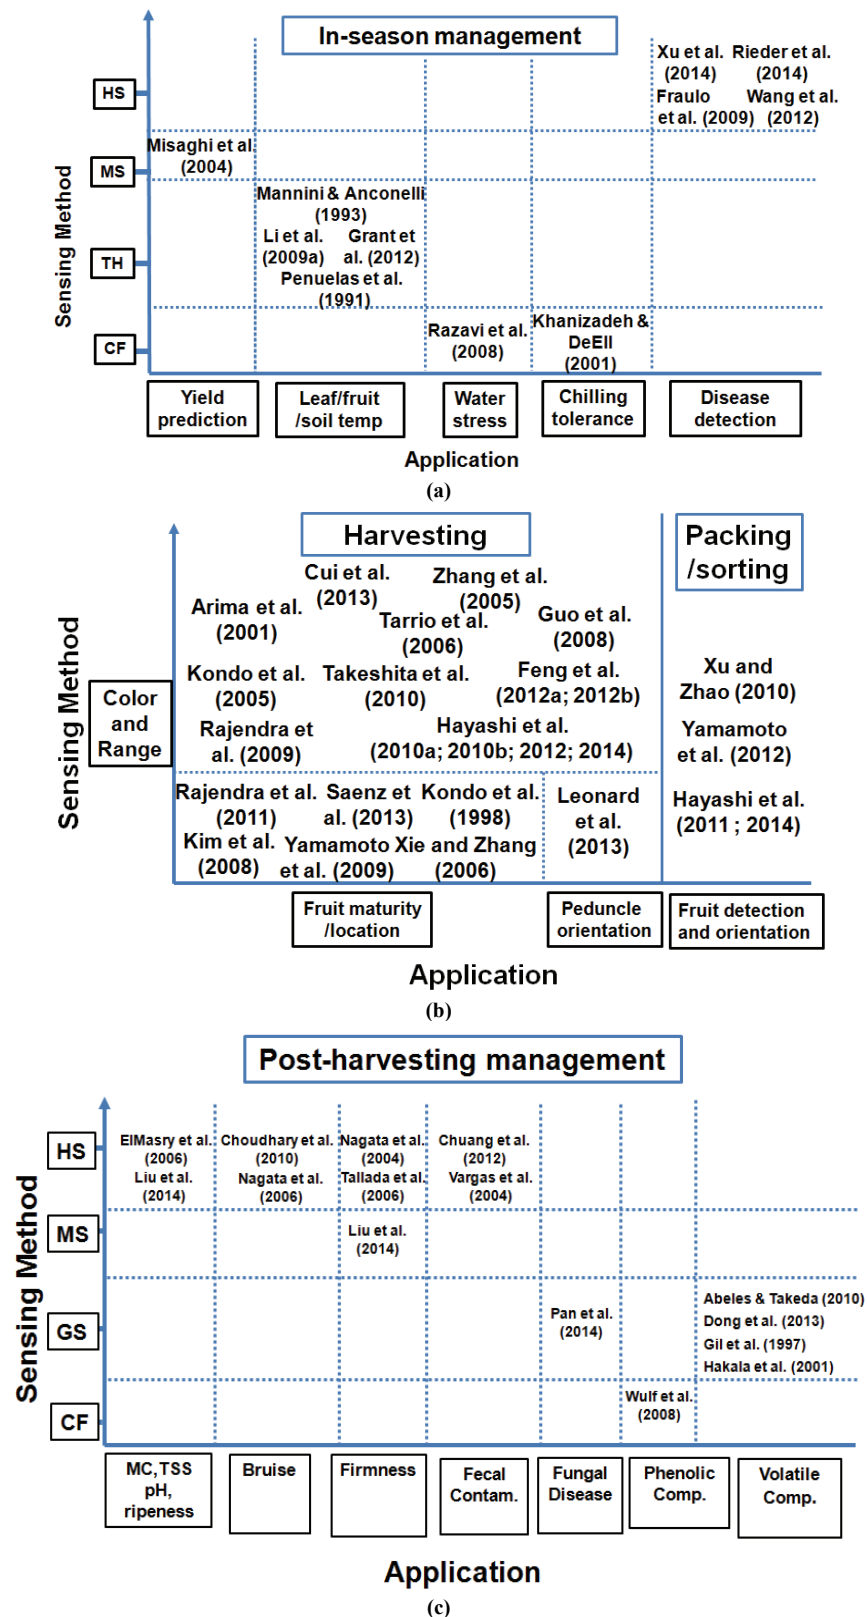 In-season management
Xu et al. Rieder et al.
(2014) (2014)
Fraulo Wang et al.
et al. (2009) (2012)
HS
Misaghi et al.
(2004)
MS
Mannini & Anconelli
(1993)
Li et al. Grant et
(2009a) al. (2012)
Penuelas et al.
(1991)
TH
Khanizadeh &
DeEll
(2001)
Razavi et al.
(2008)
CF
Sensing Method
Yield
prediction
Leaf/fruit
/soil temp
Water
stress
Chilling
tolerance
Disease
detection
Application
(a)
Harvesting
Packing
/sorting
Cui et al.
(2013)
Zhang et al.
(2005)
Arima et al.
(2001)
Tarrio et al.
(2006)
Guo et al.
(2008)
Kondo et al.
(2005)
Takeshita et al.
(2010)
Feng et al.
(2012a; 2012b)
Xu and
Zhao (2010)
Color
and
Range
Rajendra et
al. (2009)
Hayashi et al.
(2010a; 2010b; 2012; 2014)
Yamamoto
et al. (2012)
Sensing Method
Rajendra et al.
(2011)
Saenz et
al. (2013)
Kondo et al.
(1998)
Leonard
et al.
(2013)
Hayashi et al.
(2011 ; 2014)
Kim et al.
(2008)
Yamamoto
et al. (2009)
Xie and Zhang
(2006)
Fruit maturity
/location
Peduncle
orientation
Fruit detection
and orientation
Application
(b)
Post-harvesting management
HS
ElMasry et al.
(2006)
Liu et al.
(2014)
Choudhary et al.
(2010)
Nagata et al.
(2006)
Nagata et al.
(2004)
Tallada et al.
(2006)
Chuang et al.
(2012)
Vargas et al.
(2004)
MS
Liu et al.
(2014)
GS
Pan et al.
(2014)
Abeles & Takeda (2010)
Dong et al. (2013)
Gil et al. (1997)
Hakala et al. (2001)
CF
Wulf et al.
(2008)
Sensing Method
MC,TSS
pH,
ripeness
Bruise
Firmness
Fecal
Contam.
Fungal
Disease
Phenolic
Comp.
Volatile
Comp.
Application
(c)